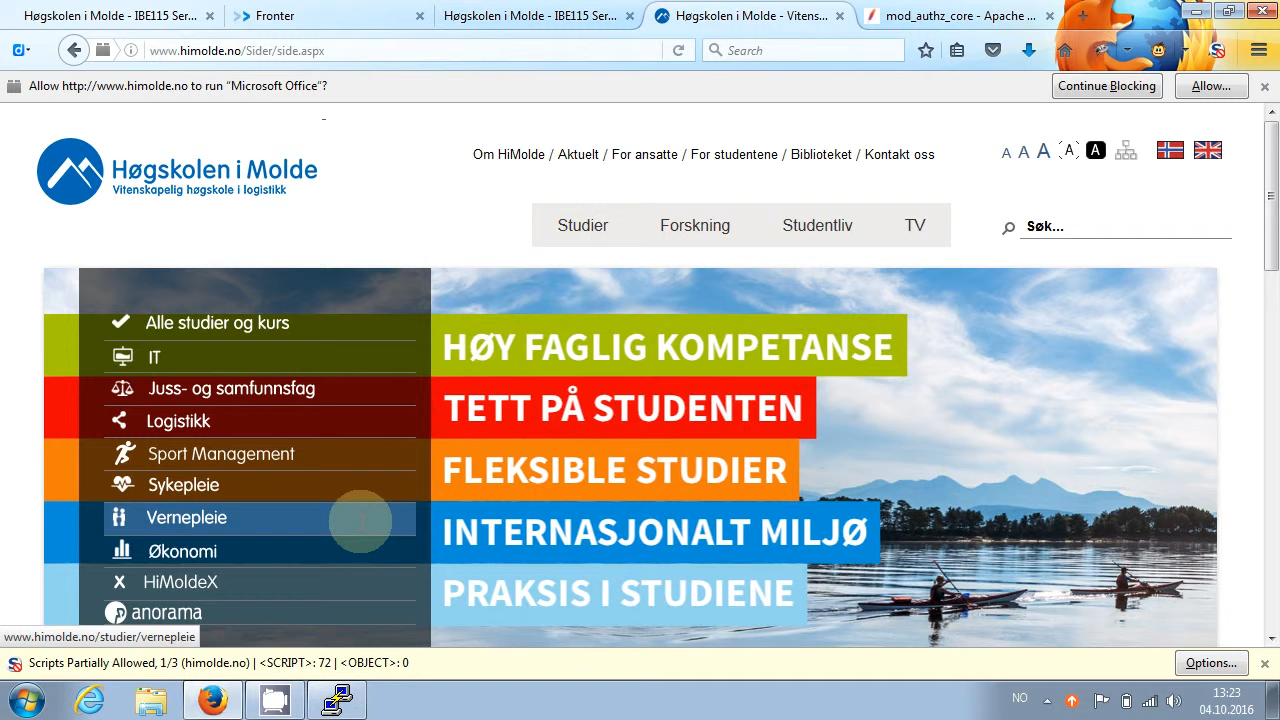 Høgskolen i Molde - IBE115 Ser...
Fronter
Høgskolen i Molde - IBE115 Ser...
Høgskolen i Molde - Vitens...
Apache ...
www.himolde.no/Sider/side.aspx
Search
Allow http://www.himolde.no to run "Microsoft Office"?
Continue Blocking
Allow...
Høgskolen i Molde
Vitenskapelig høgskole i logistikk
Om HiMolde / Aktuelt / For ansatte / For studentene / Biblioteket / Kontakt oss
A A A A A
Studier
Forskning
Studentliv
TV
Søk...
Alle studier og kurs
IT
Juss- og samfunnsfag
Logistikk
Sport Management
Sykepleie
Vernepleie
Økonomi
X HiMoldeX
Panorama
HØY FAGLIG KOMPETANSE
TETT PÅ STUDENTEN
FLEKSIBLE STUDIER
INTERNASJONALT MILJØ
PRAKSIS I STUDIENE
www.himolde.no/studier/vernepleie
Scripts Partially Allowed, 1/3 (himolde.no) | <SCRIPT>: 72 | <OBJECT>: 0
Options...
NO
13:23
04.10.2016